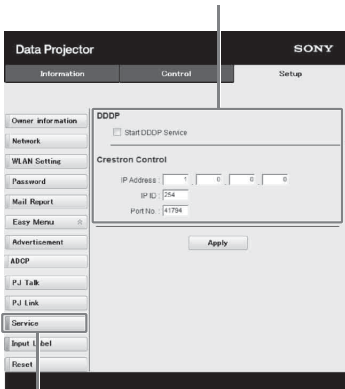 Data Projector
SONY
Information Control Setup
Owner information
Network
WLAN Setting
Password
Mail Report
Easy Menu
Advertisement
ADCP
PJ Talk
PJ Link
Service
Input Label
Reset
DDDP
Start DDDP Service
Crestron Control
IP Address : 1 . 0 . 0 . 0
IP ID : 254
Port No. : 41794
Apply